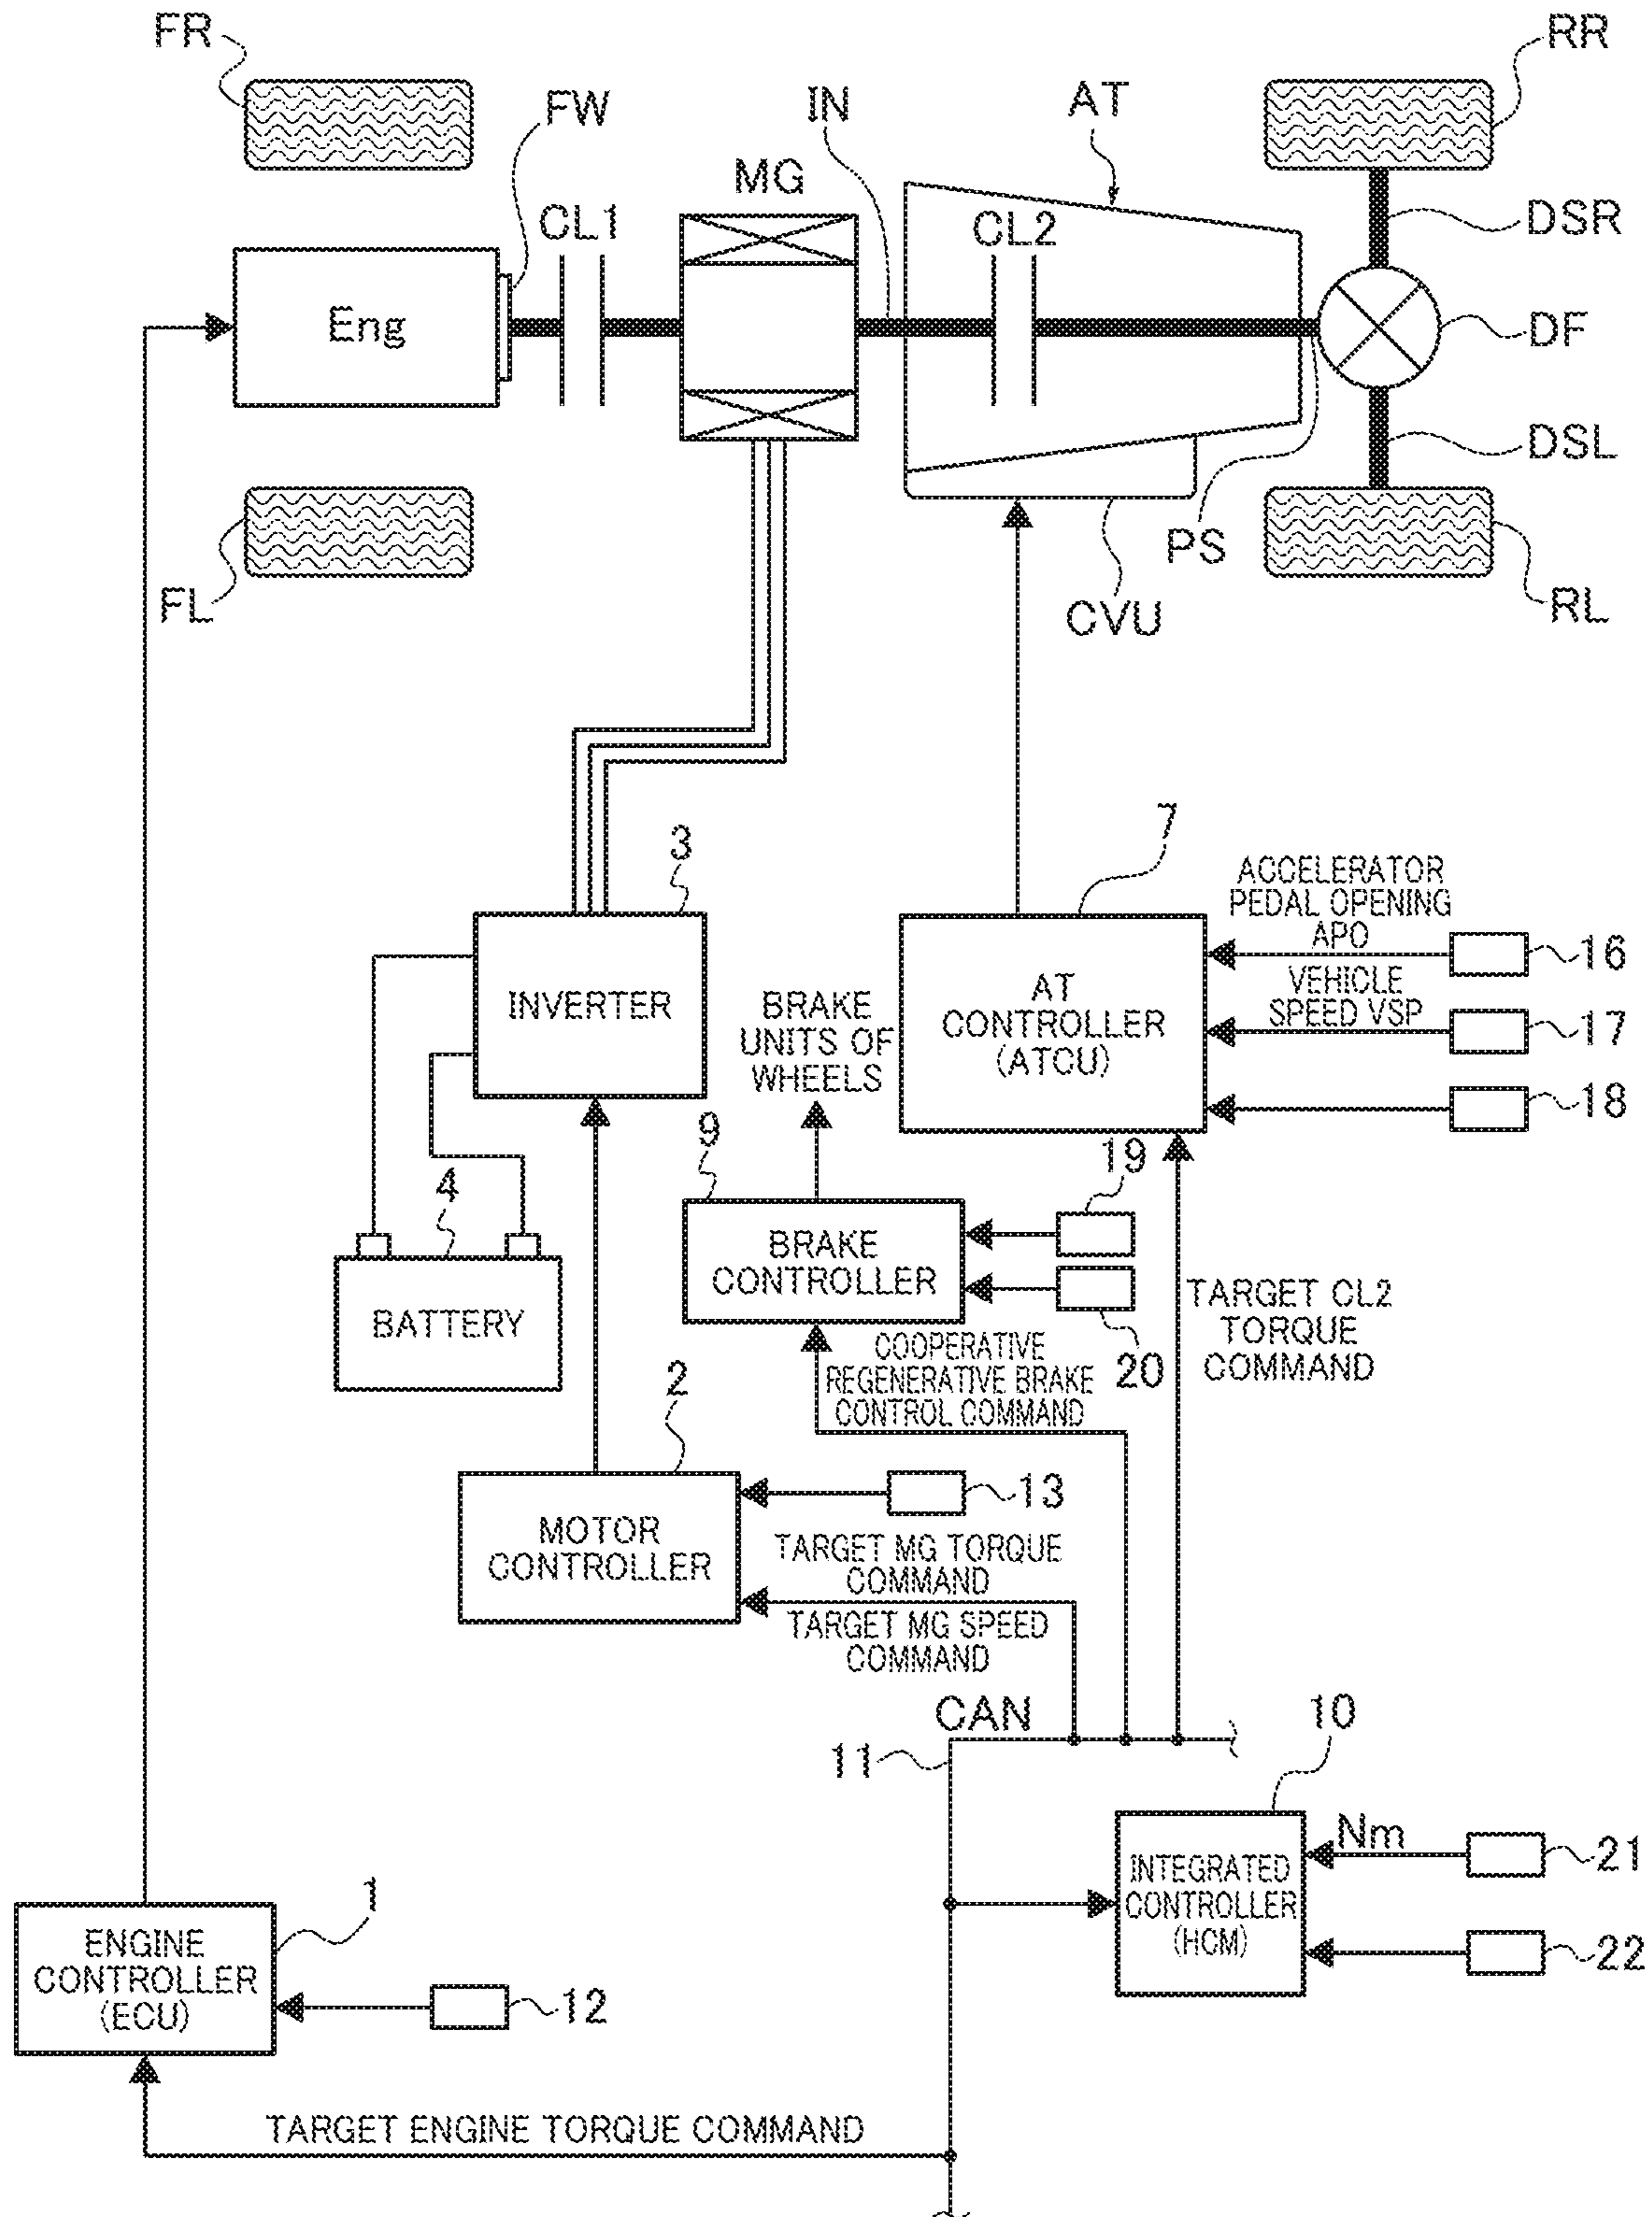 FR
RR
FW
IN
AT
MG
DSR
CL1
CL2
Eng
DF
DSL
PS
FL
CVU
RL
7
3
ACCELERATOR
PEDAL OPENING
APO
16
VEHICLE
SPEED VSP
17
INVERTER
BRAKE
UNITS OF
WHEELS
AT
CONTROLLER
(ATCU)
18
9
19
4
BRAKE
CONTROLLER
BATTERY
TARGET CL2
TORQUE
COMMAND
20
COOPERATIVE
REGENERATIVE BRAKE
CONTROL COMMAND
2
13
MOTOR
CONTROLLER
TARGET MG TORQUE
COMMAND
TARGET MG SPEED
COMMAND
CAN
10
11
Nm
21
INTEGRATED
CONTROLLER
(HCM)
22
1
ENGINE
CONTROLLER
(ECU)
12
TARGET ENGINE TORQUE COMMAND